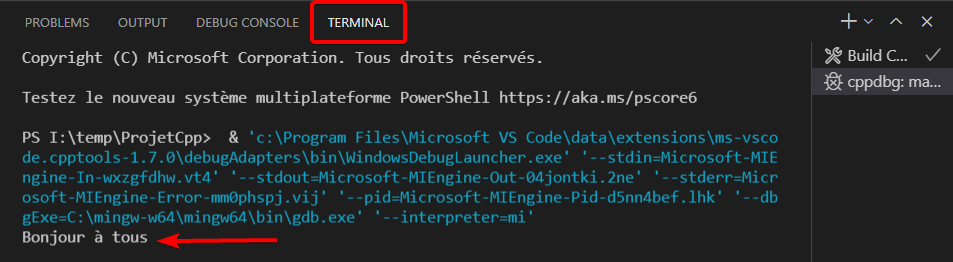 PROBLEMS OUTPUT DEBUG CONSOLE TERMINAL
Copyright (C) Microsoft Corporation. Tous droits réservés.
Build C...
cppdbg: ma...
Testez le nouveau système multiplateforme PowerShell https://aka.ms/pscore6
PS I:\temp\ProjetCpp>  & 'c:\Program Files\Microsoft VS Code\data\extensions\ms-vsco
de.cpptools-1.7.0\debugAdapters\bin\WindowsDebugLauncher.exe' '--stdin=Microsoft-MIE
ngine-In-wxzgfdhw.vt4' '--stdout=Microsoft-MIEngine-Out-04jontki.2ne' '--stderr=Micr
osoft-MIEngine-Error-mm0phspj.vij' '--pid=Microsoft-MIEngine-Pid-d5nn4bef.lhk' '--db
gExe=C:\mingw-w64\mingw64\bin\gdb.exe' '--interpreter=mi'
Bonjour à tous